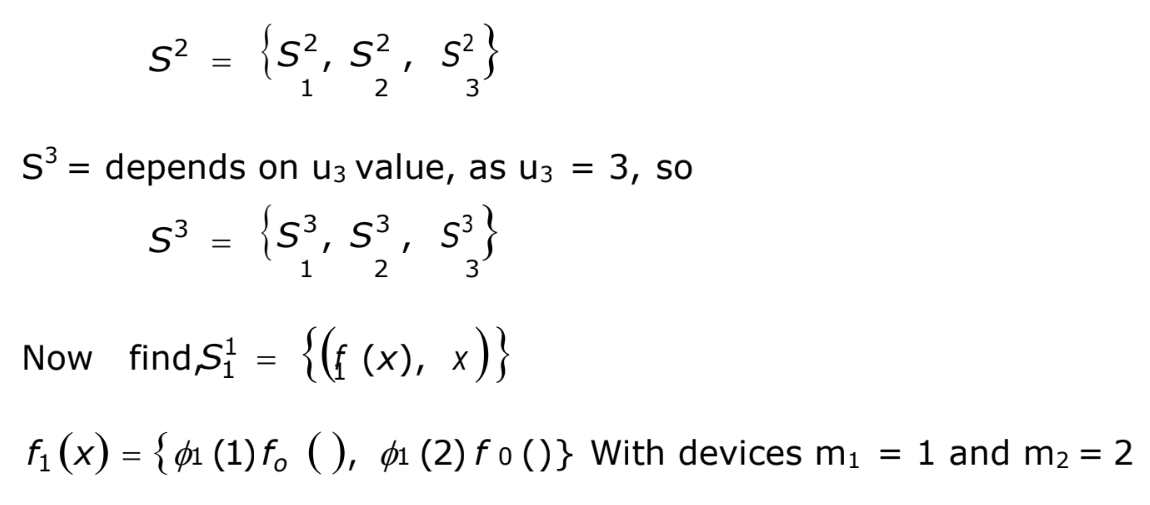 S² = {S²₁, S²₂, S²₃}
S³ = depends on u₃ value, as u₃ = 3, so
S³ = {S³₁, S³₂, S³₃}
Now find, S¹₁ = {(f₁ (x), x)}
f₁ (x) = {ϕ₁ (1) fₒ ( ), ϕ₁ (2) f ₀ ()} With devices m₁ = 1 and m₂ = 2